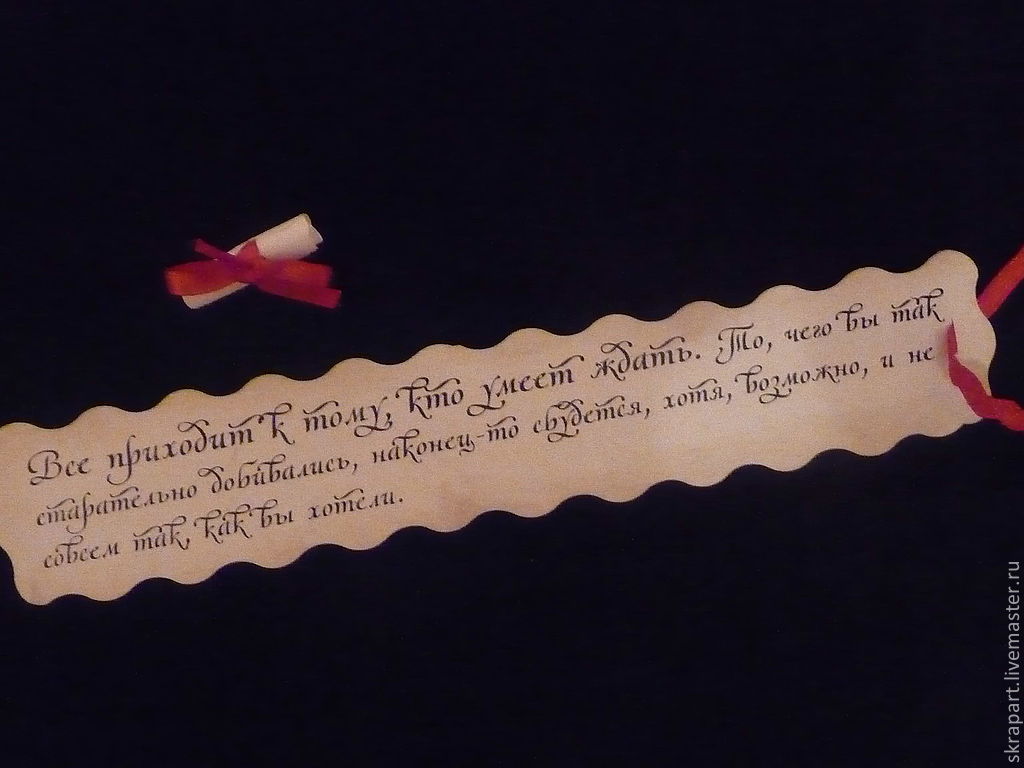 Все приходит к тому, кто умеет ждать. То, чего вы так
старательно добивались, наконец-то сбудется, хотя, возможно, и не
совсем так, как вы хотели.
skrapart.livemaster.ru